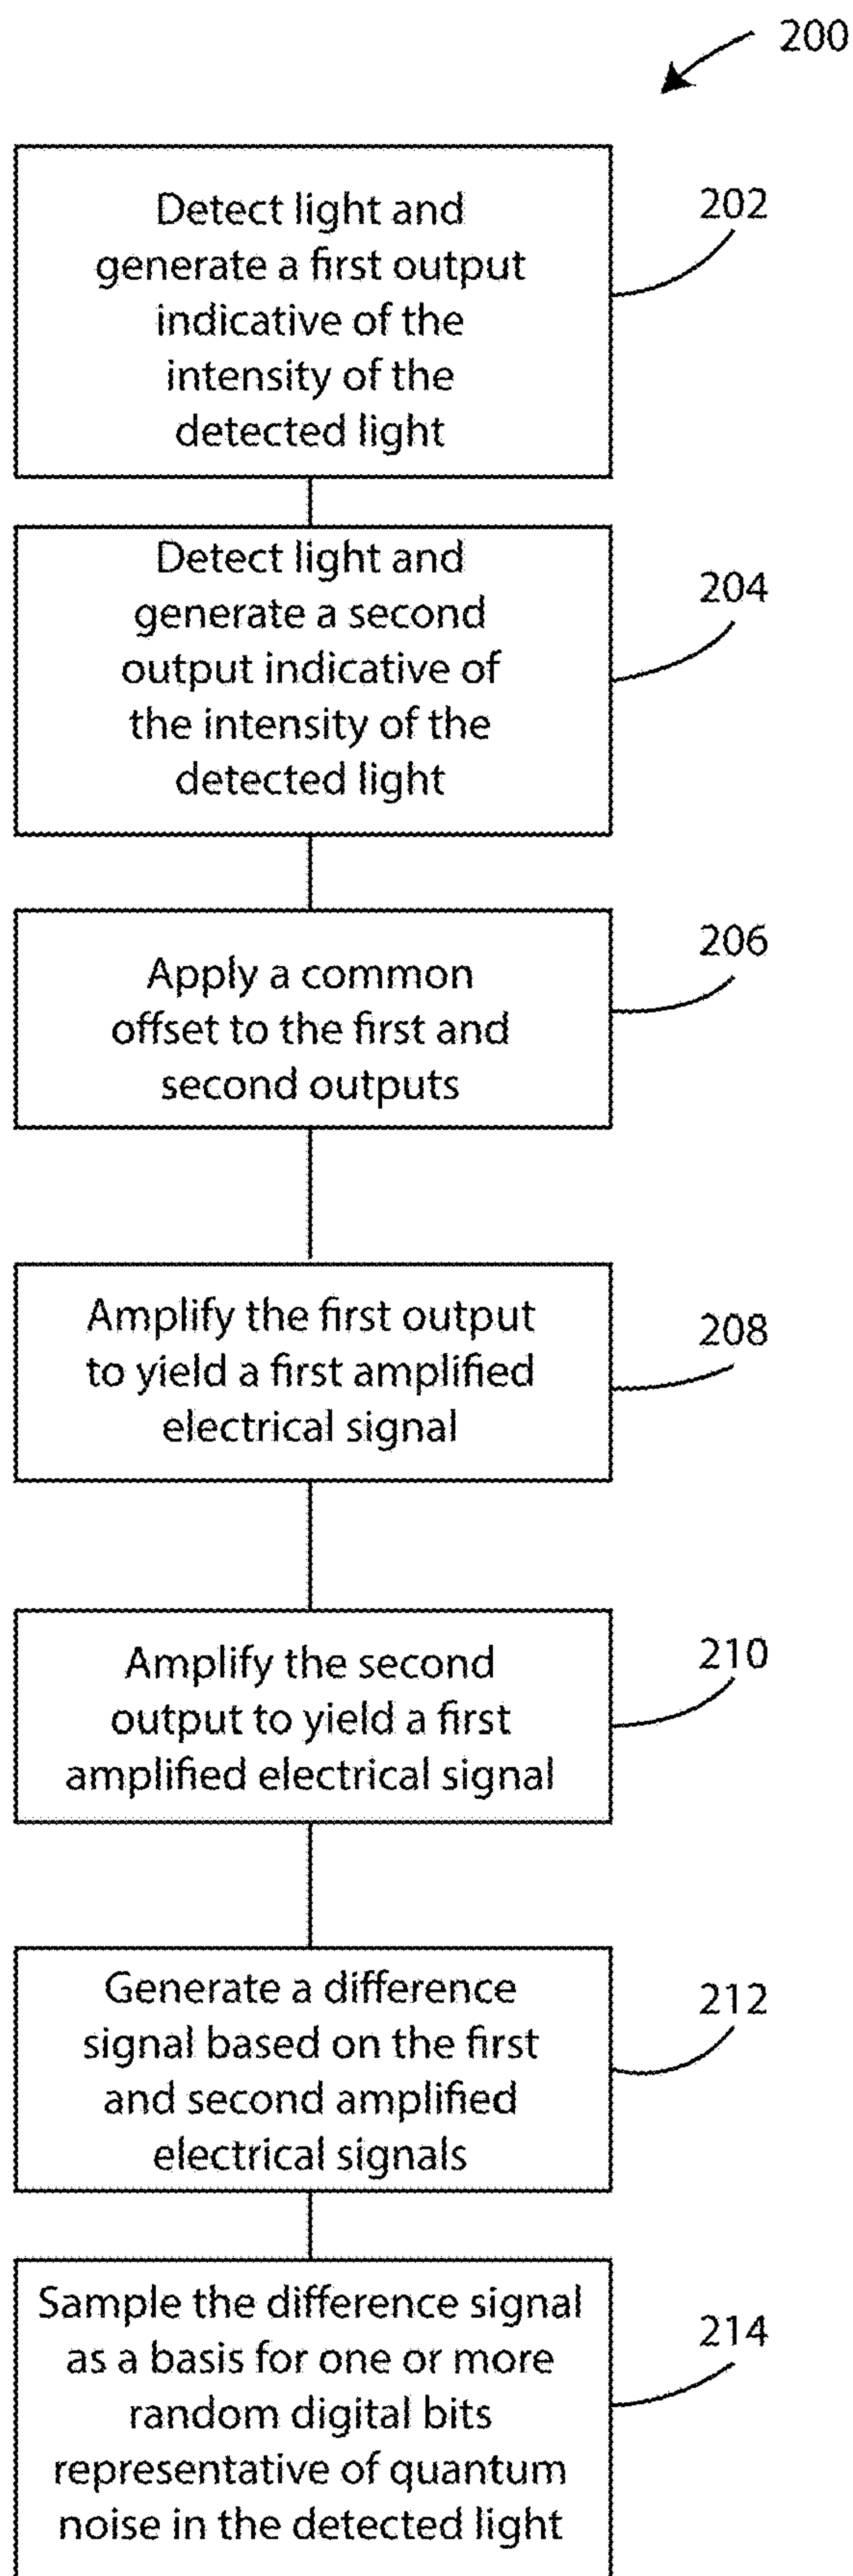 200
Detect light and
generate a first output
indicative of the
intensity of the
detected light
202
Detect light and
generate a second
output indicative of
the intensity of the
detected light
204
Apply a common
offset to the first and
second outputs
206
Amplify the first output
to yield a first amplified
electrical signal
208
Amplify the second
output to yield a first
amplified electrical signal
210
Generate a difference
signal based on the first
and second amplified
electrical signals
212
Sample the difference signal
as a basis for one or more
random digital bits
representative of quantum
noise in the detected light
214